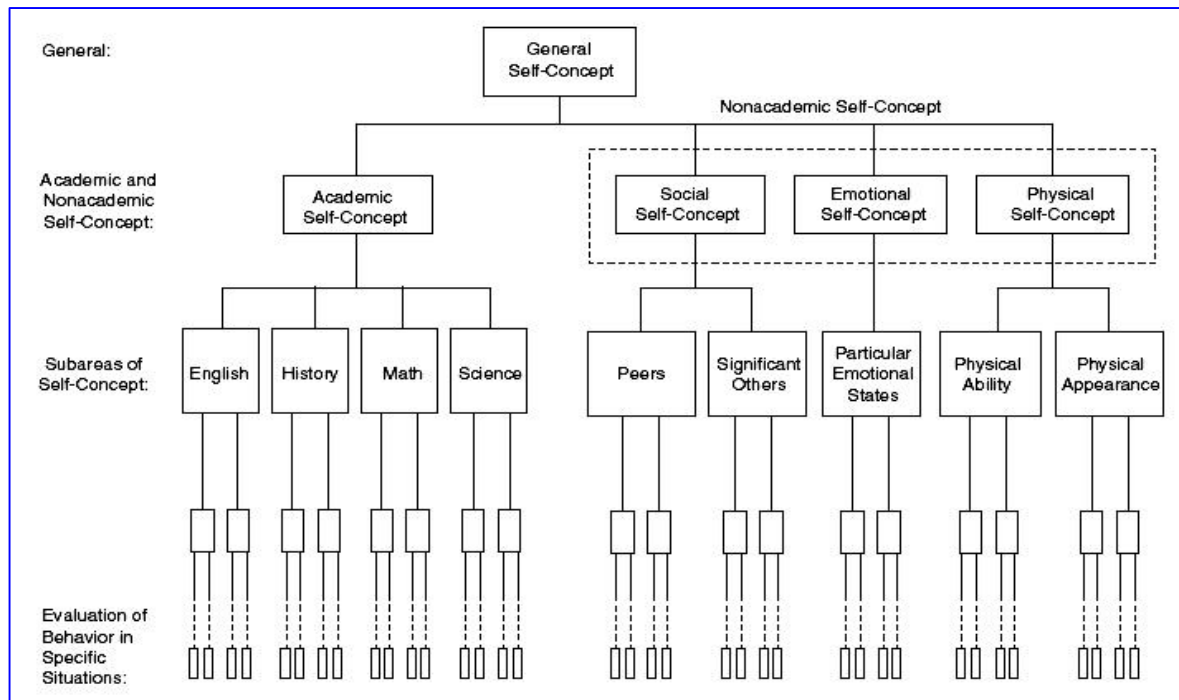 General:
General
Self-Concept
Nonacademic Self-Concept
Academic and
Nonacademic
Self-Concept:
Academic
Self-Concept
Social
Self-Concept
Emotional
Self-Concept
Physical
Self-Concept
Subareas of
Self-Concept:
English
History
Math
Science
Peers
Significant
Others
Particular
Emotional
States
Physical
Ability
Physical
Appearance
Evaluation of
Behavior in
Specific
Situations: